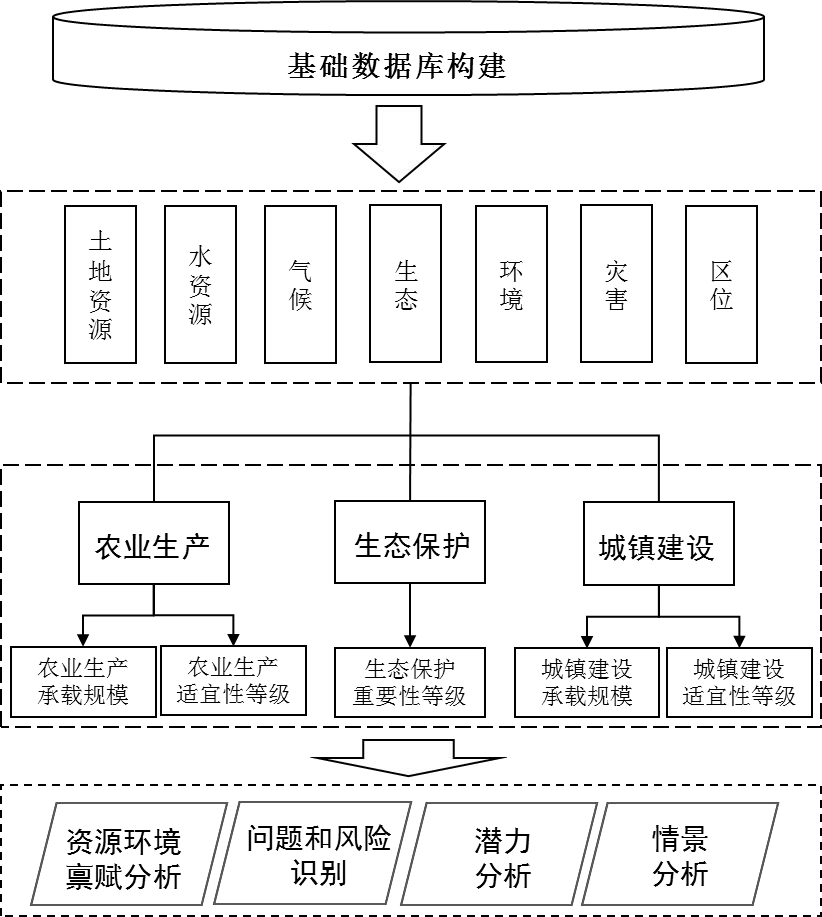 基础数据库构建
土地资源
水资源
气候
生态
环境
灾害
区位
农业生产
生态保护
城镇建设
农业生产
承载规模
农业生产
适宜性等级
生态保护
重要性等级
城镇建设
承载规模
城镇建设
适宜性等级
资源环境
禀赋分析
问题和风险
识别
潜力
分析
情景
分析